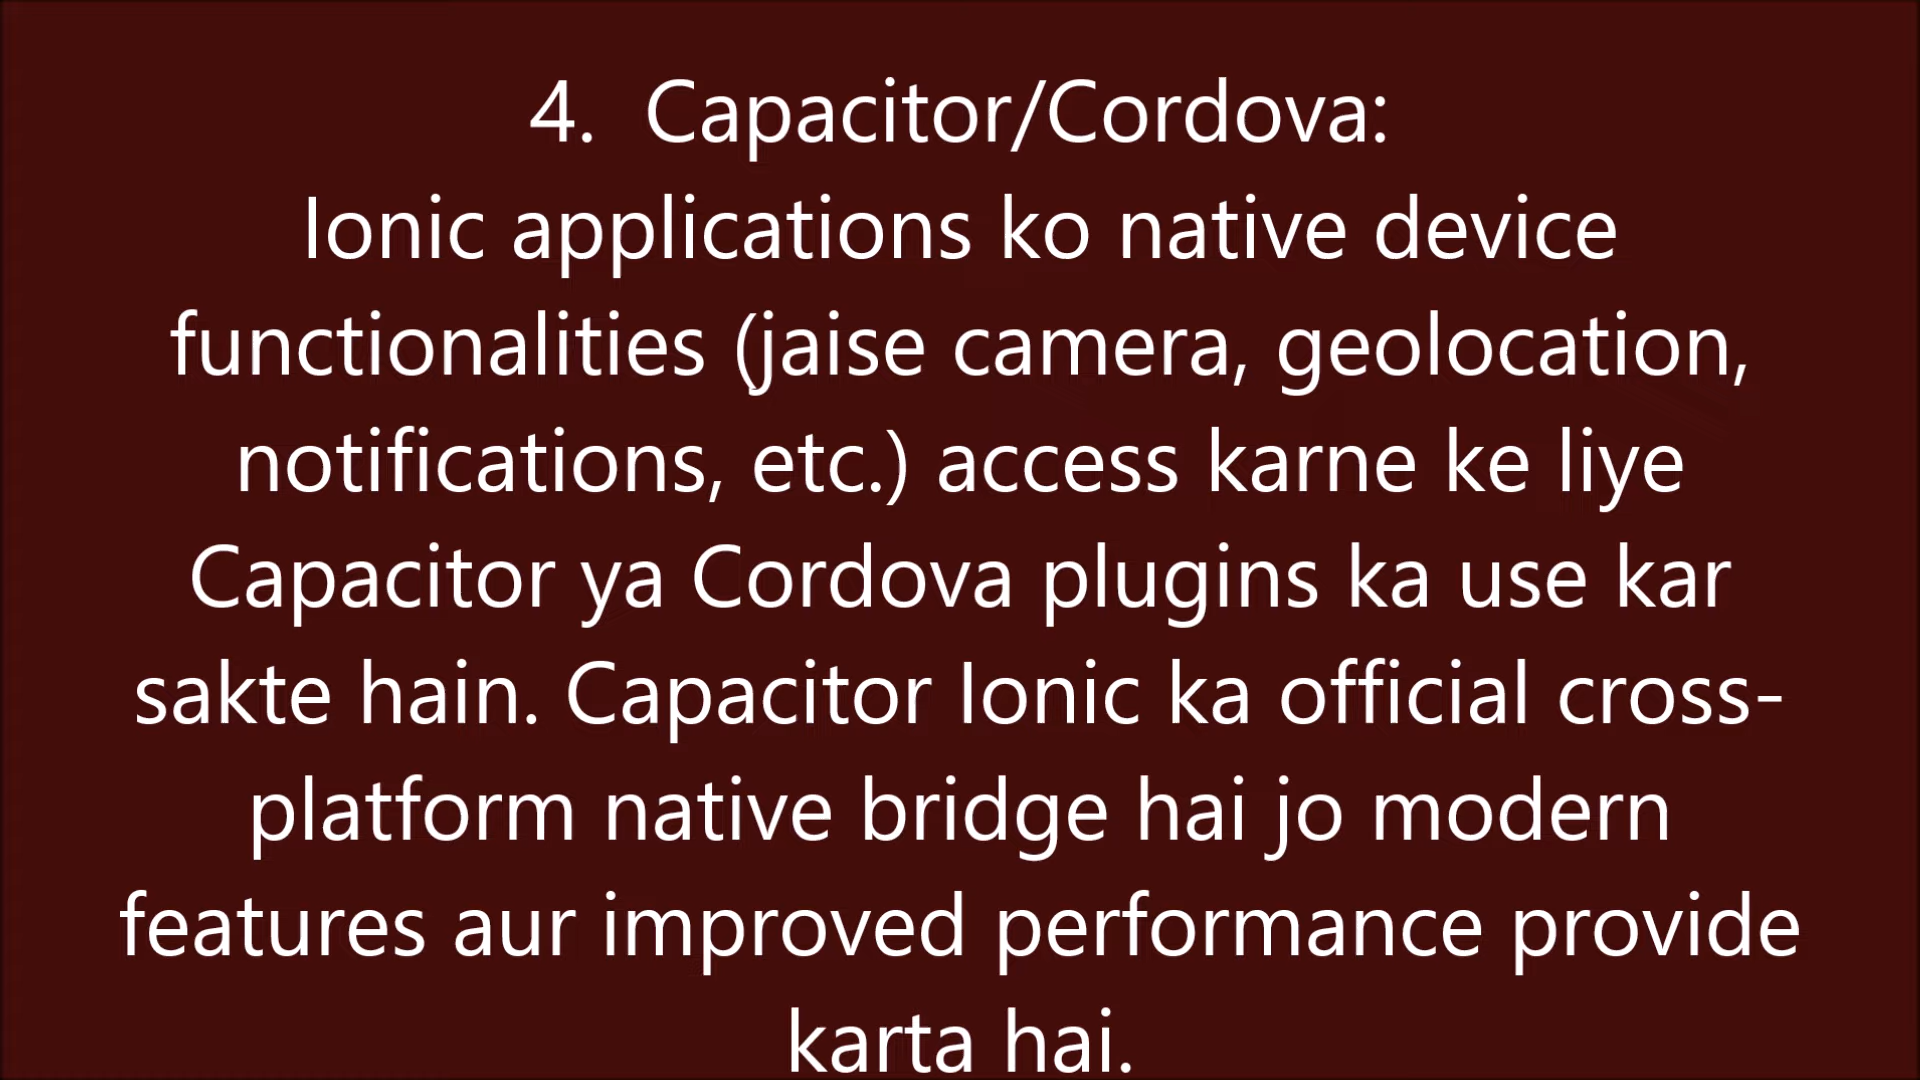 4.  Capacitor/Cordova:
Ionic applications ko native device
functionalities (jaise camera, geolocation,
notifications, etc.) access karne ke liye
Capacitor ya Cordova plugins ka use kar
sakte hain. Capacitor Ionic ka official cross-
platform native bridge hai jo modern
features aur improved performance provide
karta hai.